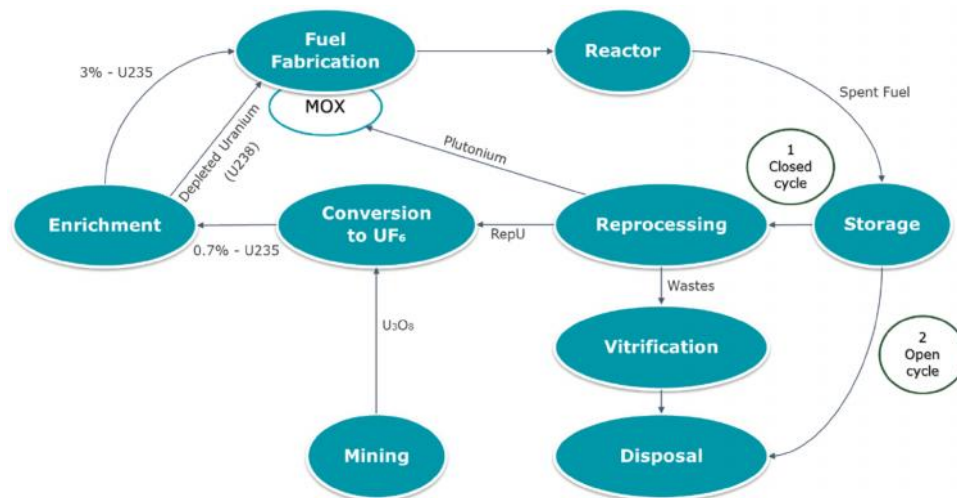 Fuel
Fabrication
Reactor
3% - U235
MOX
Spent Fuel
Depleted Uranium
(U238)
Plutonium
1
Closed
cycle
Enrichment
Conversion
to UF₆
Reprocessing
Storage
0.7% - U235
RepU
Wastes
U₃O₈
Vitrification
2
Open
cycle
Mining
Disposal